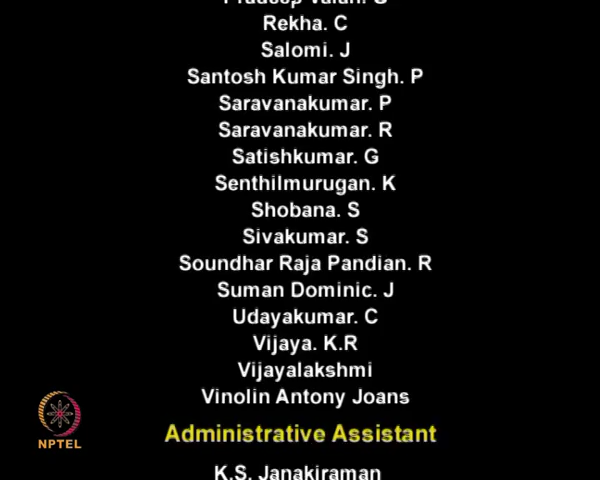 Rekha. C
Salomi. J
Santosh Kumar Singh. P
Saravanakumar. P
Saravanakumar. R
Satishkumar. G
Senthilmurugan. K
Shobana. S
Sivakumar. S
Soundhar Raja Pandian. R
Suman Dominic. J
Udayakumar. C
Vijaya. K.R
Vijayalakshmi
Vinolin Antony Joans
Administrative Assistant
NPTEL
K.S. Janakiraman